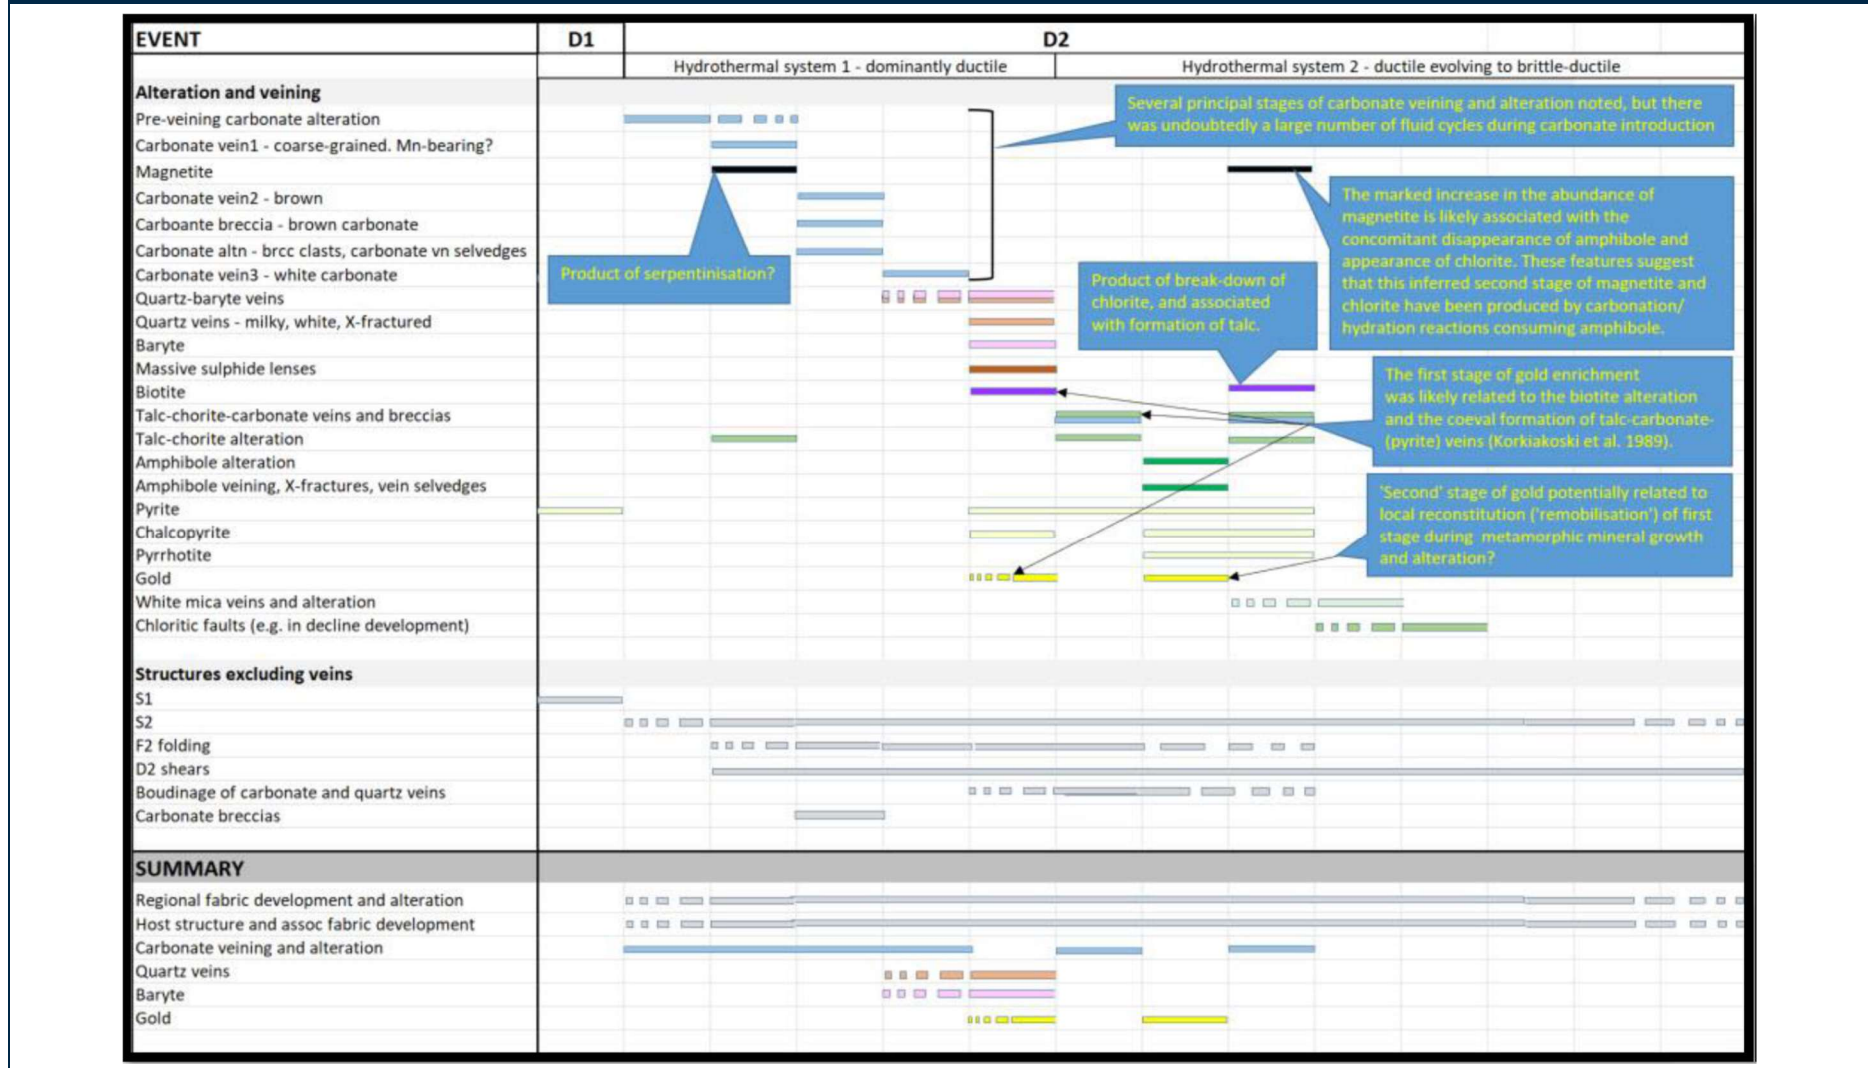 EVENT
D1
D2
Hydrothermal system 1 - dominantly ductile
Hydrothermal system 2 - ductile evolving to brittle-ductile
Alteration and veining
Pre-veining carbonate alteration
Carbonate vein1 - coarse-grained. Mn-bearing?
Magnetite
Carbonate vein2 - brown
Carboante breccia - brown carbonate
Carbonate altn - brcc clasts, carbonate vn selvedges
Carbonate vein3 - white carbonate
Quartz-baryte veins
Quartz veins - milky, white, X-fractured
Baryte
Massive sulphide lenses
Biotite
Talc-chorite-carbonate veins and breccias
Talc-chorite alteration
Amphibole alteration
Amphibole veining, X-fractures, vein selvedges
Pyrite
Chalcopyrite
Pyrrhotite
Gold
White mica veins and alteration
Chloritic faults (e.g. in decline development)
Several principal stages of carbonate veining and alteration noted, but there
was undoubtedly a large number of fluid cycles during carbonate introduction
Product of serpentinisation?
The marked increase in the abundance of
magnetite is likely associated with the
concomitant disappearance of amphibole and
appearance of chlorite. These features suggest
that this inferred second stage of magnetite and
chlorite have been produced by carbonation/
hydration reactions consuming amphibole.
Product of break-down of
chlorite, and associated
with formation of talc.
The first stage of gold enrichment
was likely related to the biotite alteration
and the coeval formation of talc-carbonate-
(pyrite) veins (Korkiakoski et al. 1989).
'Second' stage of gold potentially related to
local reconstitution ('remobilisation') of first
stage during metamorphic mineral growth
and alteration?
Structures excluding veins
S1
S2
F2 folding
D2 shears
Boudinage of carbonate and quartz veins
Carbonate breccias
SUMMARY
Regional fabric development and alteration
Host structure and assoc fabric development
Carbonate veining and alteration
Quartz veins
Baryte
Gold